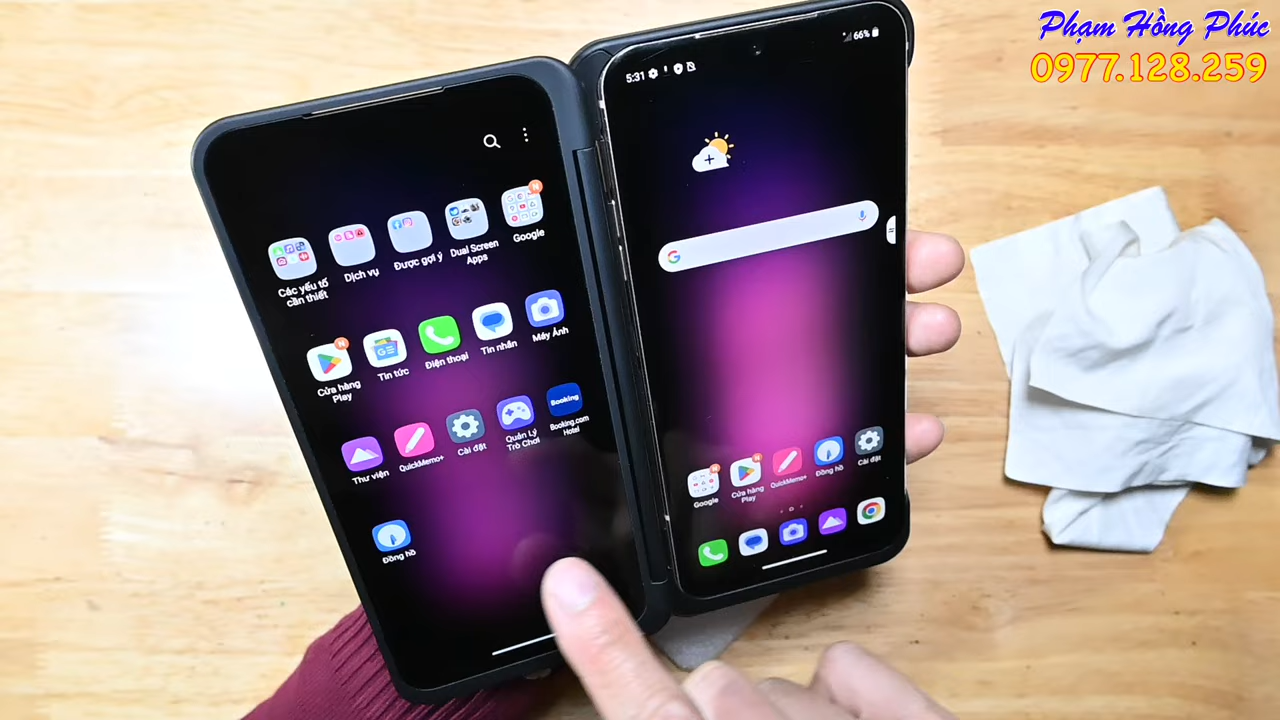 Phạm Hồng Phúc
0977.128.259
5:31
66%
Các yếu tố
cần thiết
Dịch vụ
Được gợi ý
Dual Screen
Apps
Google
Cửa hàng
Play
Tin tức
Điện thoại
Tin nhắn
Máy Ảnh
Thư viện
QuickMemo+
Cài đặt
Quản Lý
Trò Chơi
Booking
Booking.com
Hotel
Đồng hồ
Google
Cửa hàng
Play
QuickMemo+
Đồng hồ
Cài đặt